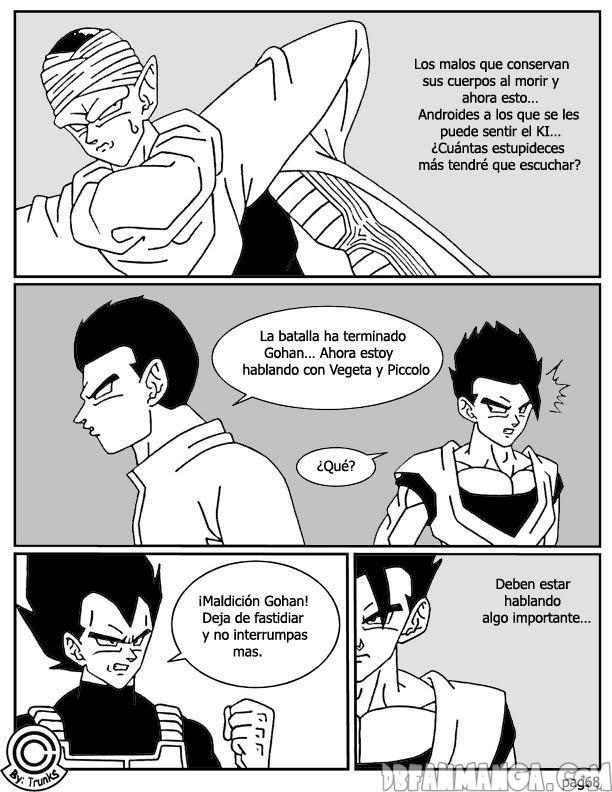 Los malos que conservan
sus cuerpos al morir y
ahora esto...
Androides a los que se les
puede sentir el KI...
¿Cuántas estupideces
más tendré que escuchar?
La batalla ha terminado
Gohan... Ahora estoy
hablando con Vegeta y Piccolo
¿Qué?
¡Maldición Gohan!
Deja de fastidiar
y no interrumpas
mas.
Deben estar
hablando
algo importante...
By: Trunks
pag68
DBFANMANGA.COM